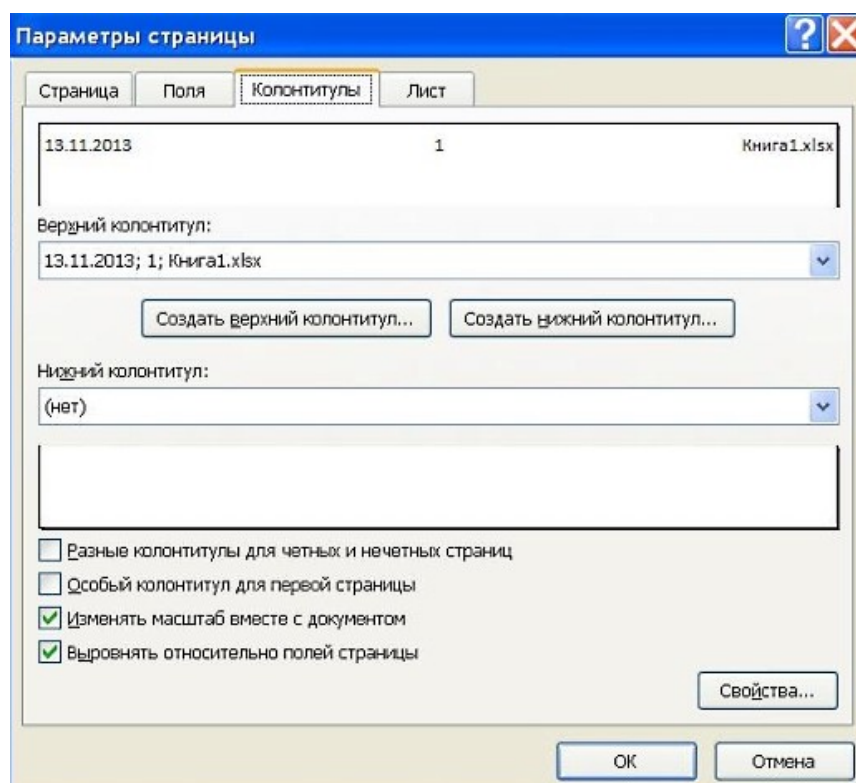 Параметры страницы
Страница Поля Колонтитулы Лист
13.11.2013 1 Книга1.xlsx
Верхний колонтитул:
13.11.2013; 1; Книга1.xlsx
Создать верхний колонтитул... Создать нижний колонтитул...
Нижний колонтитул:
(нет)
Разные колонтитулы для четных и нечетных страниц
Особый колонтитул для первой страницы
Изменять масштаб вместе с документом
Выровнять относительно полей страницы
Свойства...
ОК Отмена